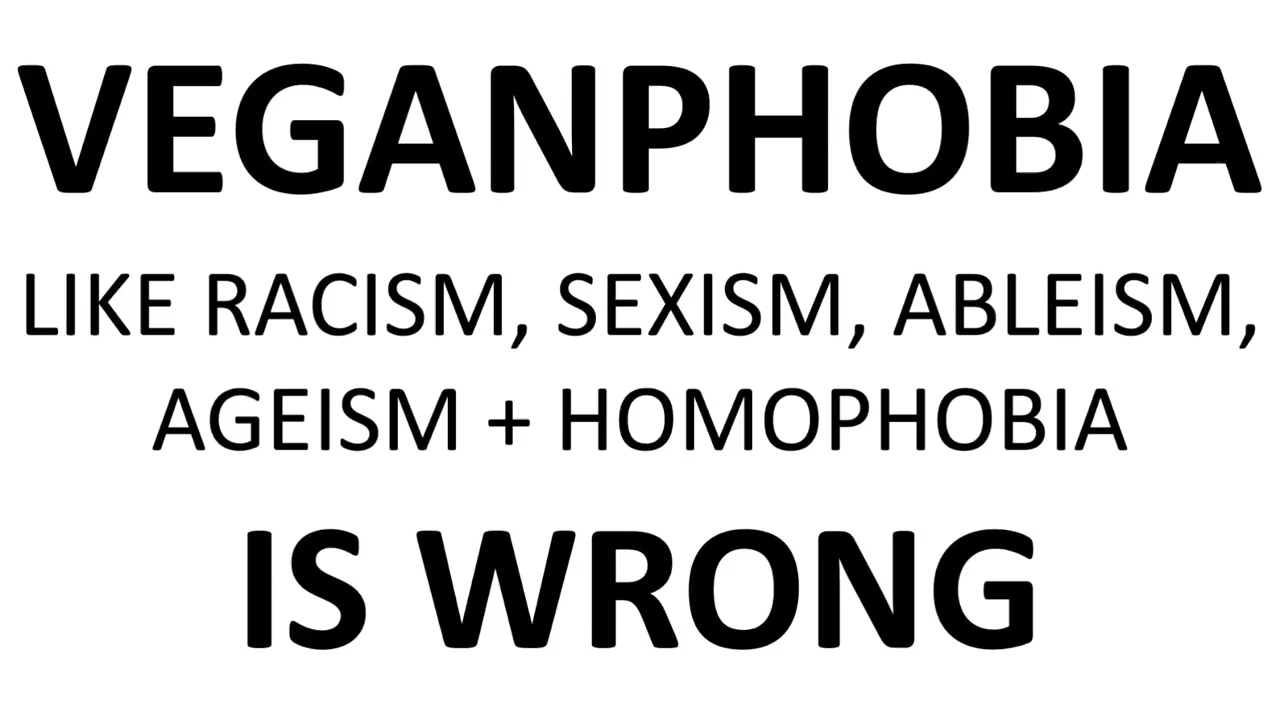 VEGANPHOBIA
LIKE RACISM, SEXISM, ABLEISM,
AGEISM + HOMOPHOBIA
IS WRONG